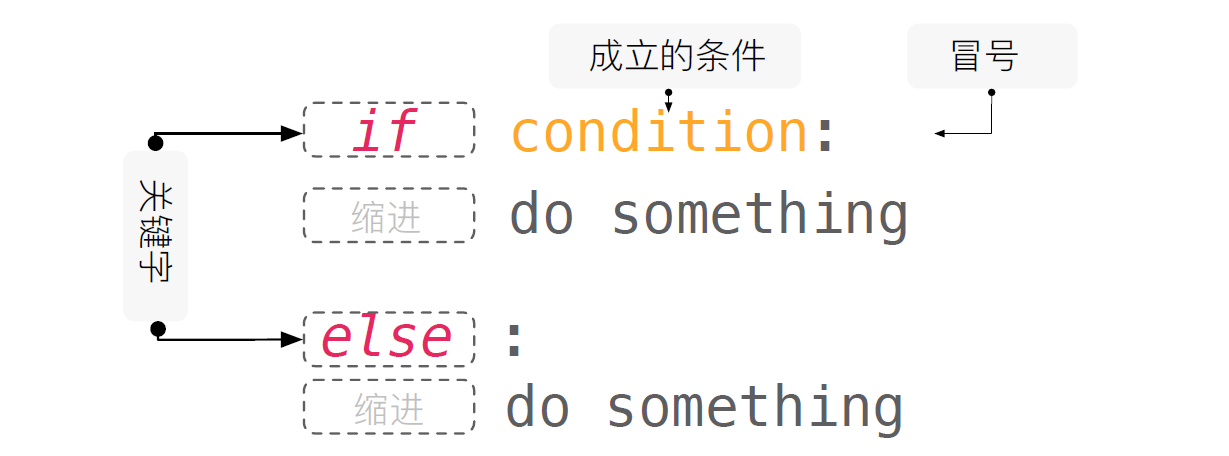 成立的条件 冒号
if condition:
关键字
缩进 do something
else :
缩进 do something